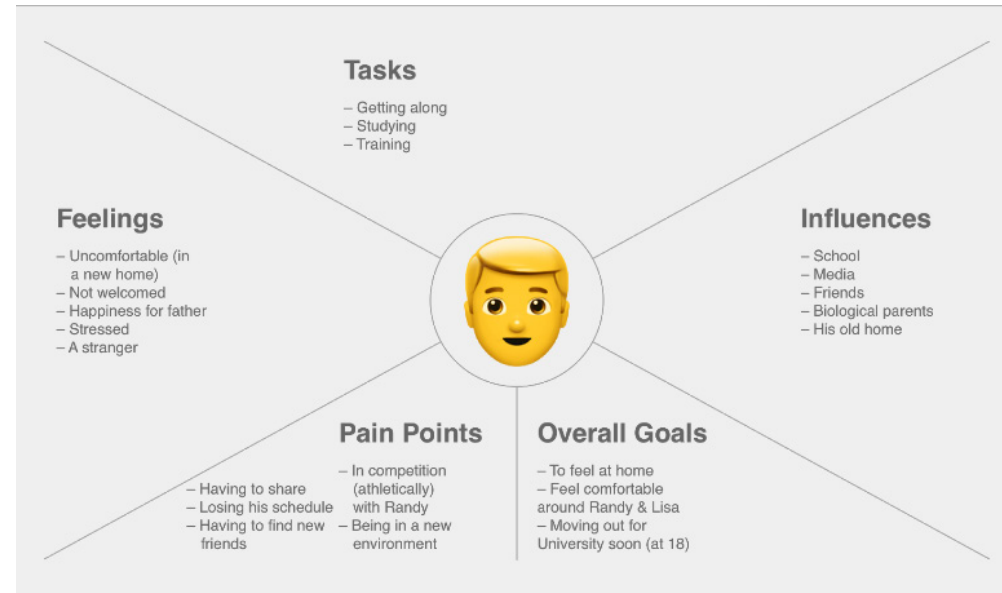 Tasks
– Getting along
– Studying
– Training
Feelings
– Uncomfortable (in
a new home)
– Not welcomed
– Happiness for father
– Stressed
– A stranger
Influences
– School
– Media
– Friends
– Biological parents
– His old home
Pain Points
– Having to share
– Losing his schedule
– Having to find new
friends
– In competition
(athletically)
with Randy
– Being in a new
environment
Overall Goals
– To feel at home
– Feel comfortable
around Randy & Lisa
– Moving out for
University soon (at 18)